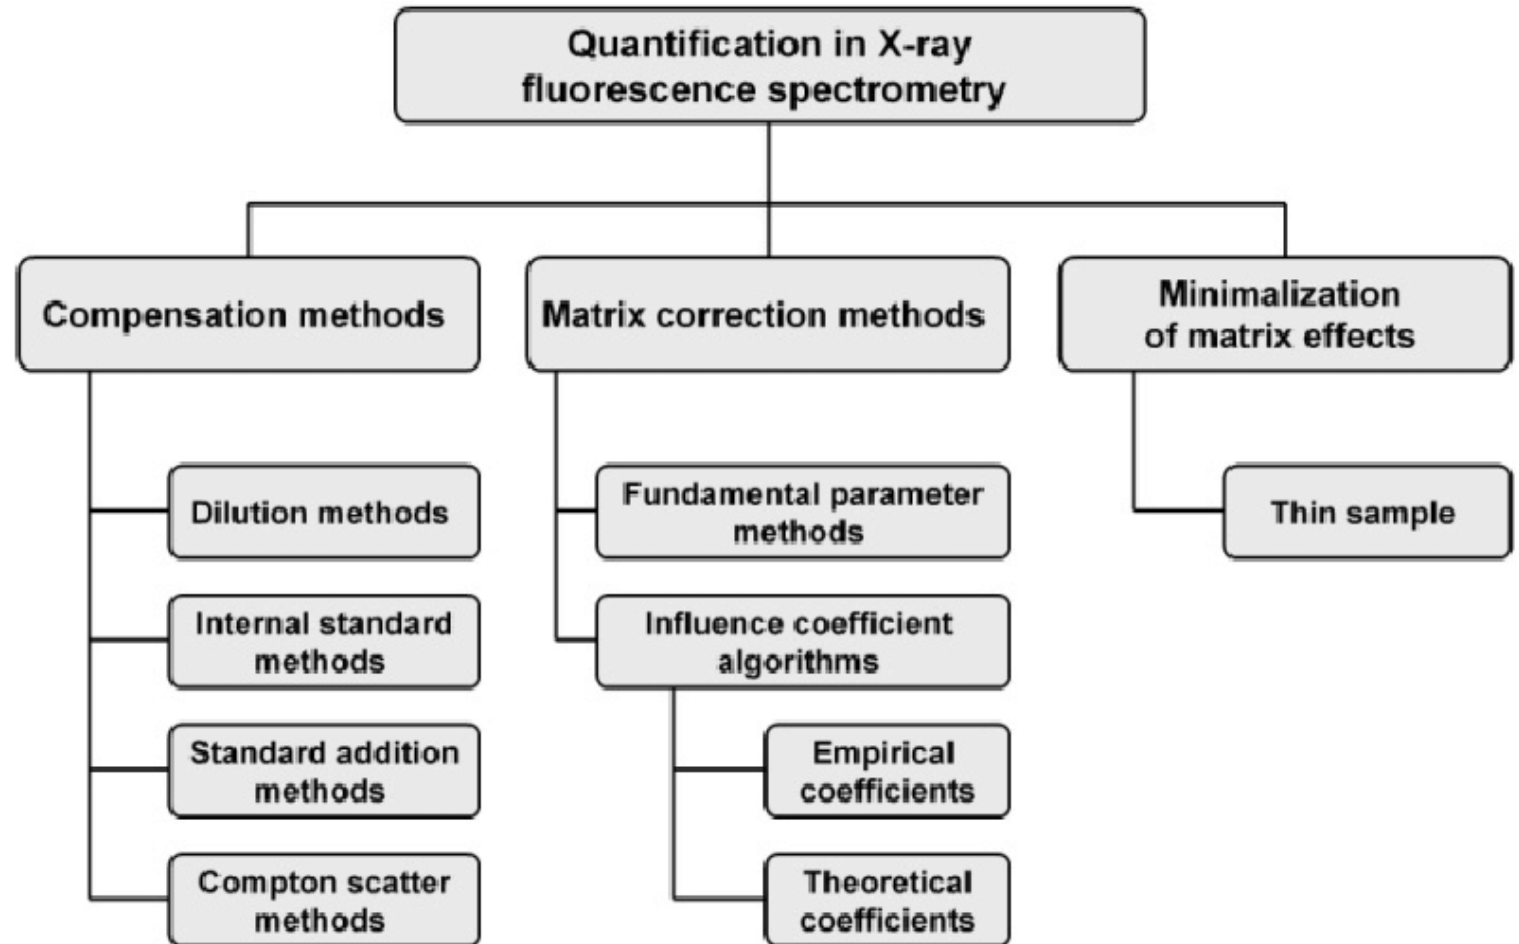 Quantification in X-ray
fluorescence spectrometry
Compensation methods
Matrix correction methods
Minimalization
of matrix effects
Dilution methods
Internal standard
methods
Standard addition
methods
Compton scatter
methods
Fundamental parameter
methods
Influence coefficient
algorithms
Empirical
coefficients
Theoretical
coefficients
Thin sample